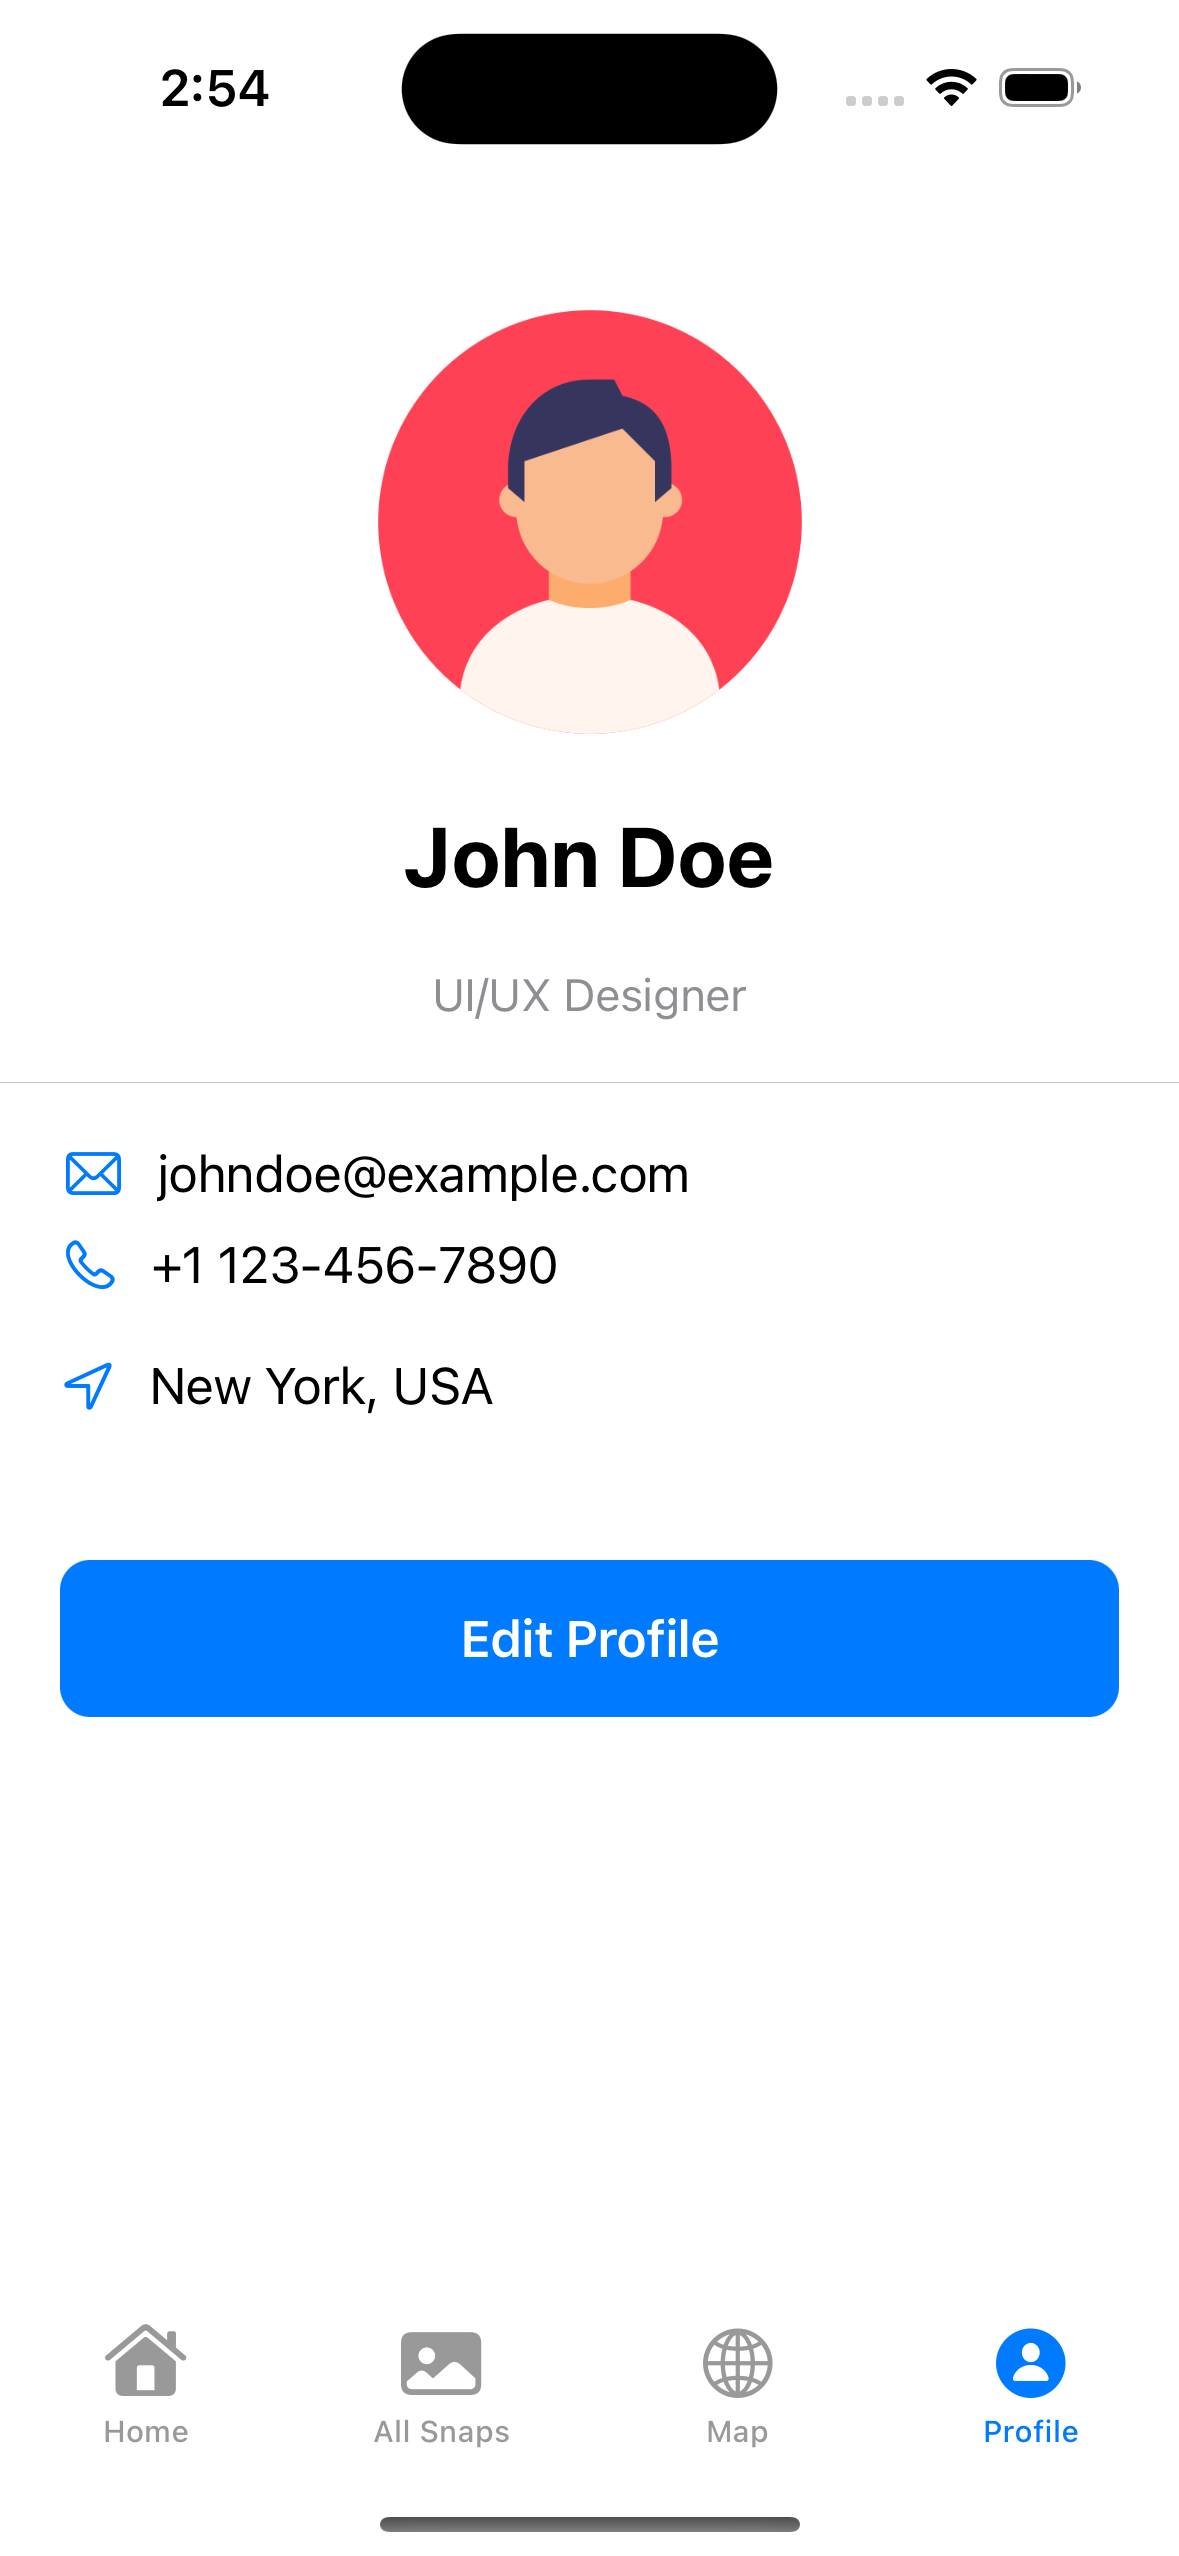 2:54
John Doe
UI/UX Designer
johndoe@example.com
+1 123-456-7890
New York, USA
Edit Profile
Home
All Snaps
Map
Profile